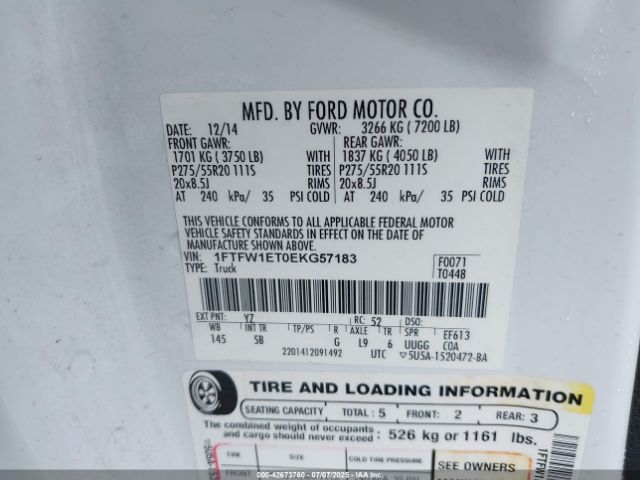 MFD. BY FORD MOTOR CO.
DATE: 12/14 GVWR: 3266 KG ( 7200 LB)
FRONT GAWR: REAR GAWR:
1701 KG ( 3750 LB) WITH 1837 KG ( 4050 LB) WITH
P275/55R20 111S TIRES P275/55R20 111S TIRES
20x8.5J RIMS 20x8.5J RIMS
AT 240 kPa/ 35 PSI COLD AT 240 kPa/ 35 PSI COLD
THIS VEHICLE CONFORMS TO ALL APPLICABLE FEDERAL MOTOR
VEHICLE SAFETY STANDARDS IN EFFECT ON THE DATE OF
MANUFACTURE SHOWN ABOVE.
VIN: 1FTFW1ET0EKG57183 F0071
TYPE: Truck T0448
EXT PNT: YZ RC: 52 DSO:
WB INT TR TP/PS R AXLE TR SPR EF613
145 5B G L9 6 UUGG COA
2201412091492 UTC 5U5A-1520472-BA
TIRE AND LOADING INFORMATION
SEATING CAPACITY TOTAL : 5 FRONT : 2 REAR: 3
The combined weight of occupants
and cargo should never exceed : 526 kg or 1161 lbs.
TIRE SIZE COLD TIRE PRESSURE SEE OWNERS
FRONT
000-42673760 | 07/07/2025 | IAAI Holdings, LLC